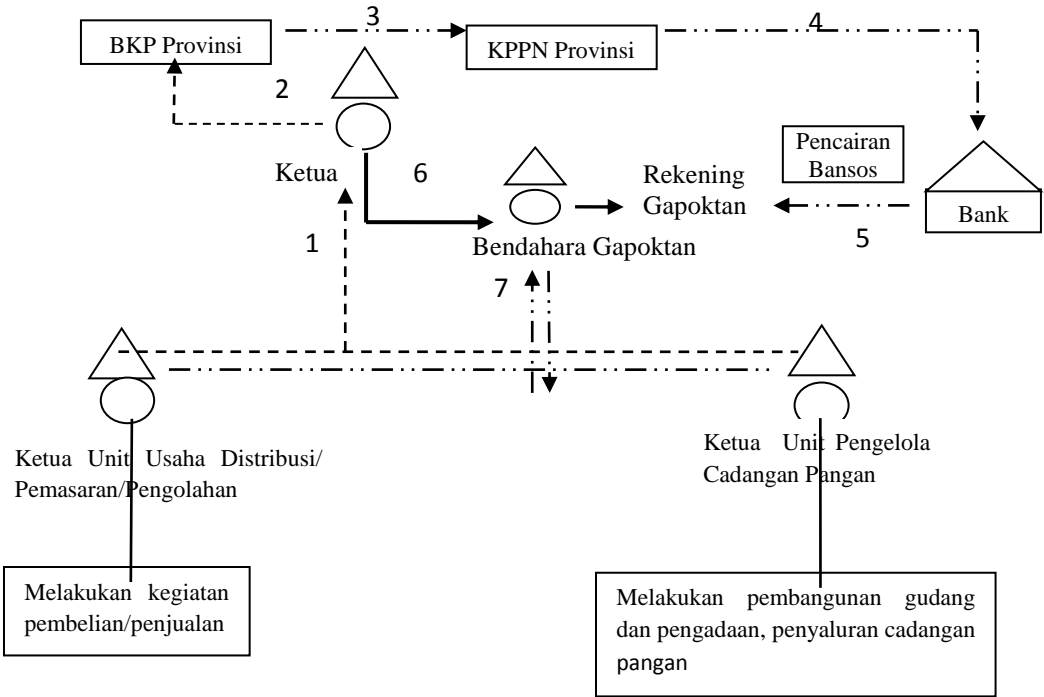 3
4
BKP Provinsi
KPPN Provinsi
2
Pencairan
Bansos
Ketua
6
Rekening
Gapoktan
Bank
1
5
Bendahara Gapoktan
7
Ketua Unit Usaha Distribusi/
Pemasaran/Pengolahan
Ketua Unit Pengelola
Cadangan Pangan
Melakukan kegiatan
pembelian/penjualan
Melakukan pembangunan gudang
dan pengadaan, penyaluran cadangan
pangan